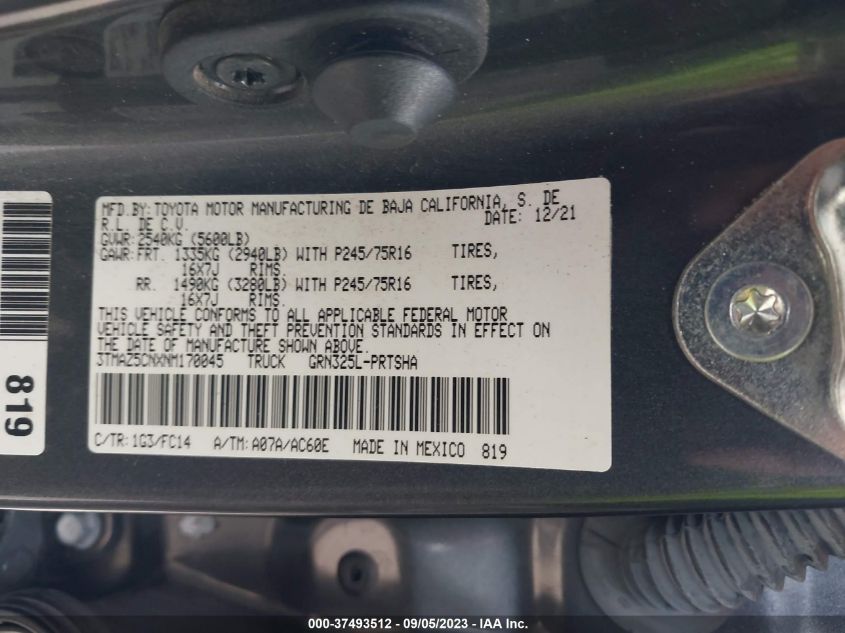 MFD.BY:TOYOTA MOTOR MANUFACTURING DE BAJA CALIFORNIA, S. DE
R.L. DE C.V. DATE: 12/21
GVWR:2540KG (5600LB)
GAWR:FRT. 1335KG (2940LB) WITH P245/75R16 TIRES,
16X7J RIMS.
RR. 1490KG (3280LB) WITH P245/75R16 TIRES,
16X7J RIMS.
THIS VEHICLE CONFORMS TO ALL APPLICABLE FEDERAL MOTOR
VEHICLE SAFETY AND THEFT PREVENTION STANDARDS IN EFFECT ON
THE DATE OF MANUFACTURE SHOWN ABOVE.
3TMAZ5CNXNM170045 TRUCK GRN325L-PRTSHA
C/TR:1G3/FC14 A/TM:A07A/AC60E MADE IN MEXICO 819
819
000-37493512 - 09/05/2023 - IAA Inc.